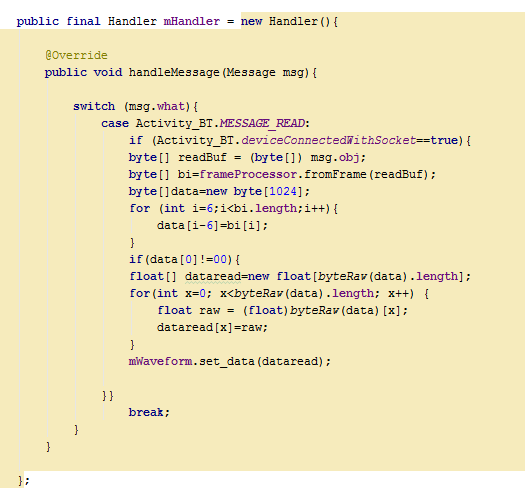 public final Handler mHandler = new Handler(){
@Override
public void handleMessage(Message msg){
switch (msg.what){
case Activity_BT.MESSAGE_READ:
if (Activity_BT.deviceConnectedWithSocket==true){
byte[] readBuf = (byte[]) msg.obj;
byte[] bi=frameProcessor.fromFrame(readBuf);
byte[]data=new byte[1024];
for (int i=6;i<bi.length;i++){
data[i-6]=bi[i];
}
if(data[0]!=00){
float[] dataread=new float[byteRav(data).length];
for(int x=0; x<byteRav(data).length; x++) {
float raw = (float)byteRav(data)[x];
dataread[x]=raw;
}
mWaveform.set_data(dataread);
}}
break;
}
}
};